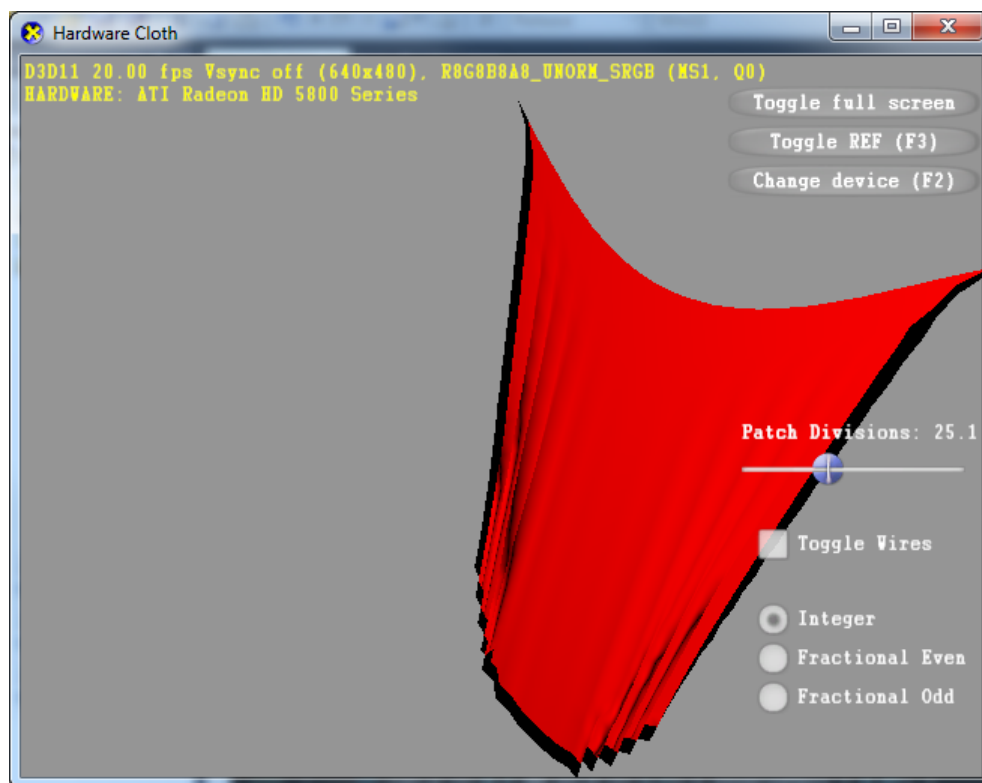 Hardware Cloth
D3D11 20.00 fps Vsync off (640x480), R8G8B8A8_UNORM_SRGB (MS1, Q0)
HARDWARE: ATI Radeon HD 5800 Series
Toggle full screen
Toggle REF (F3)
Change device (F2)
Patch Divisions: 25.1
Toggle Wires
Integer
Fractional Even
Fractional Odd